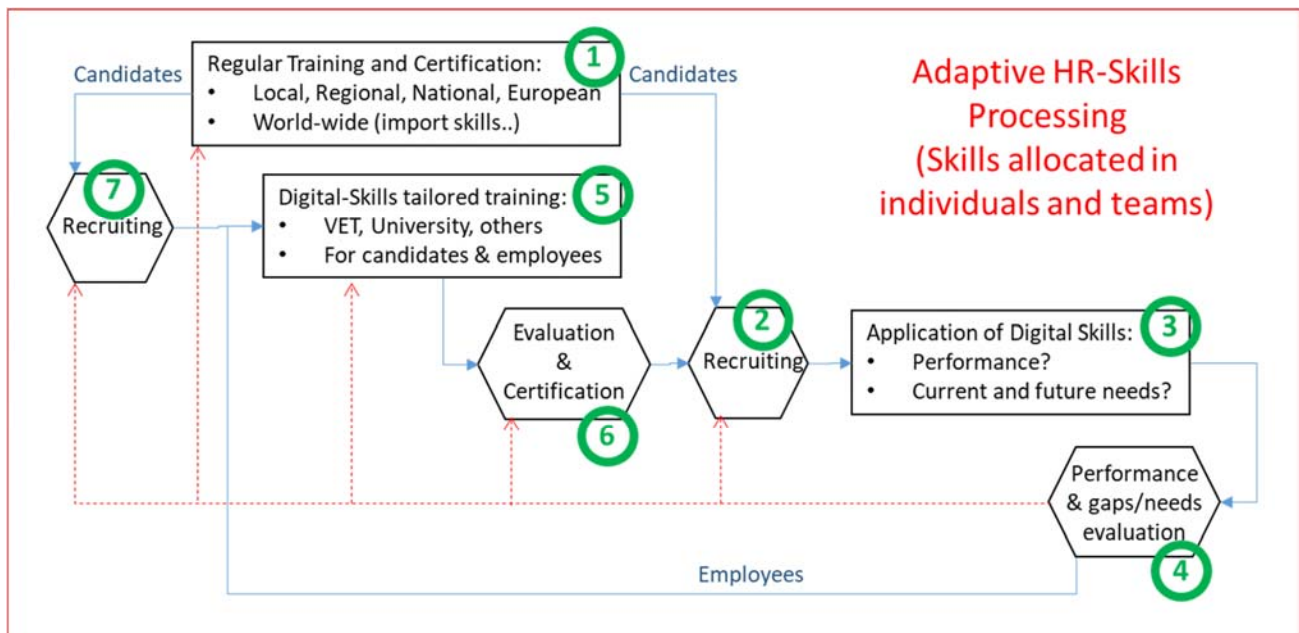 Candidates
1
Regular Training and Certification:
• Local, Regional, National, European
• World-wide (import skills..)
Candidates
Adaptive HR-Skills
Processing
(Skills allocated in
individuals and teams)
7
Recruiting
5
Digital-Skills tailored training:
• VET, University, others
• For candidates & employees
Evaluation
&
Certification
6
2
Recruiting
3
Application of Digital Skills:
• Performance?
• Current and future needs?
Performance
& gaps/needs
evaluation
4
Employees